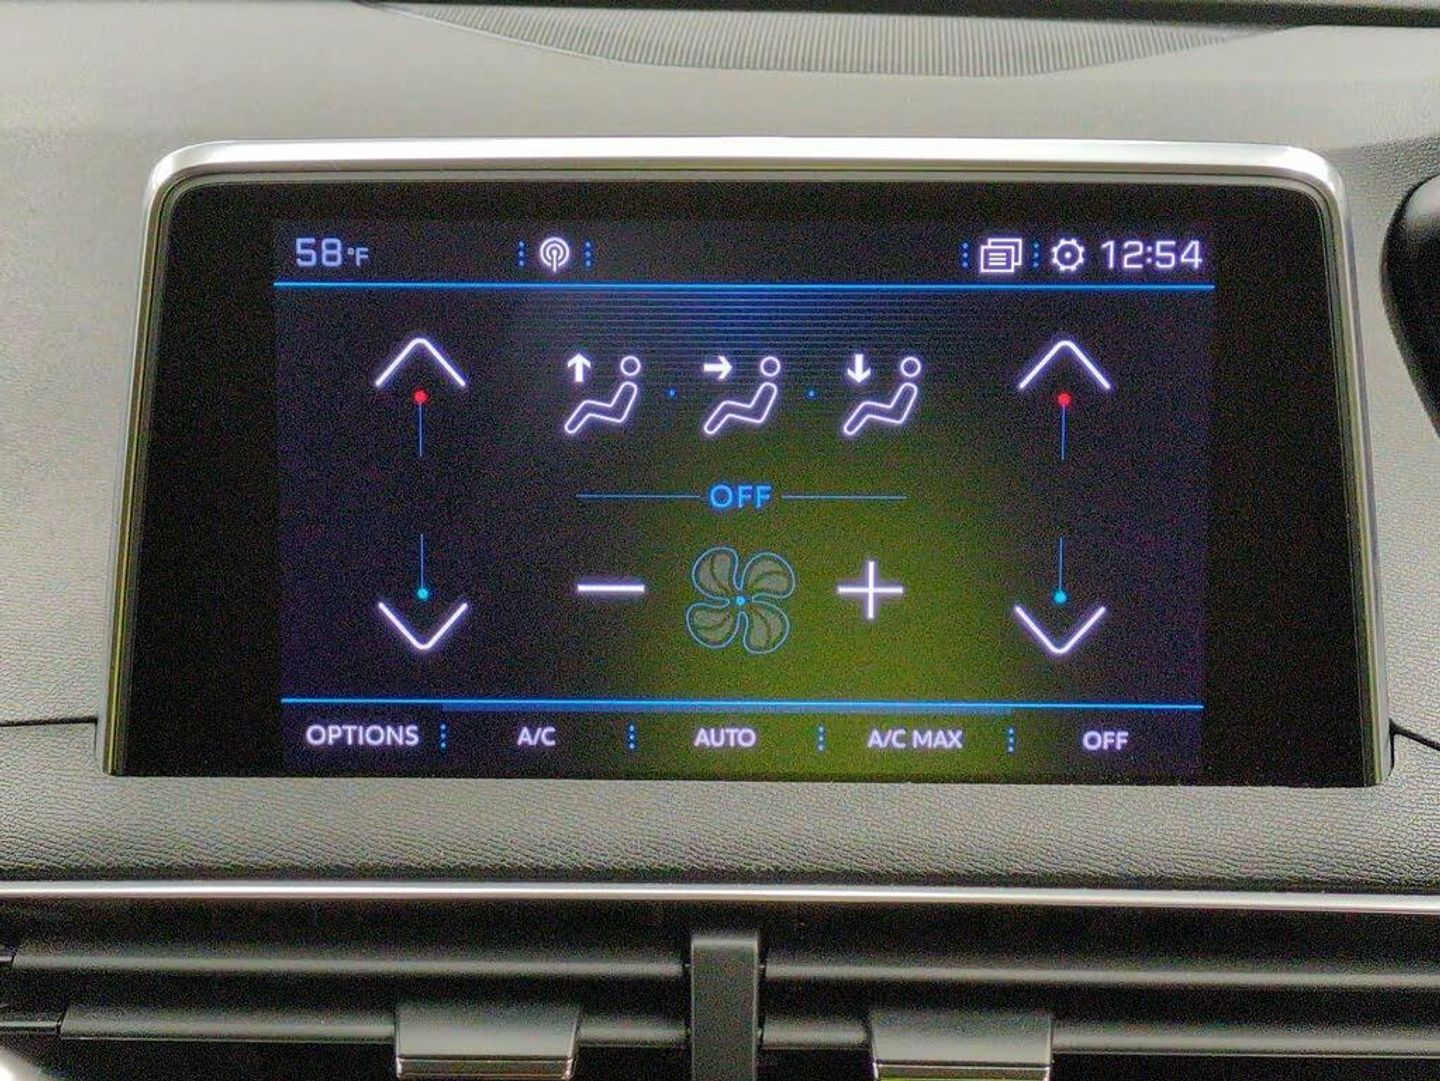 58°F 12:54
OFF
OPTIONS A/C AUTO A/C MAX OFF